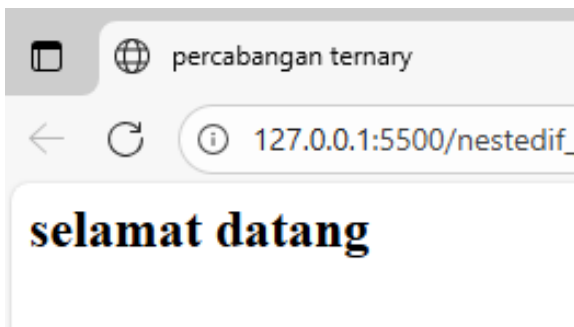 percabangan ternary
127.0.0.1:5500/nestedif_
selamat datang